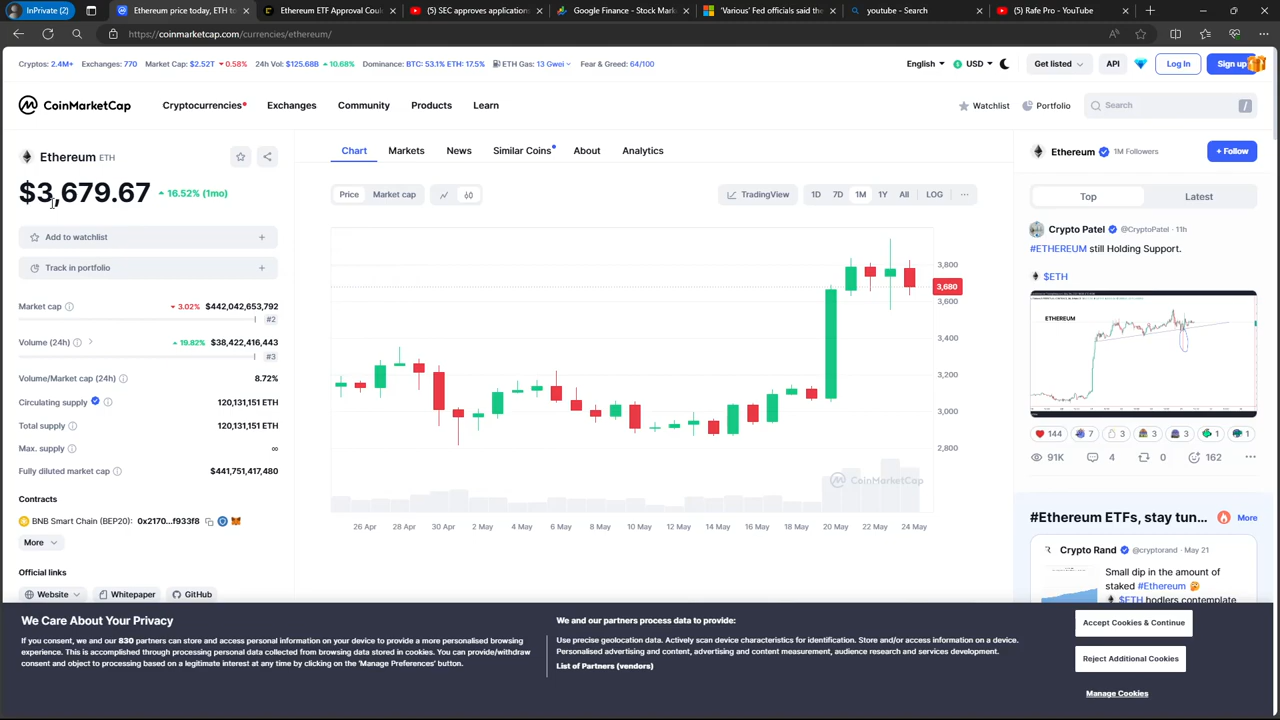 InPrivate (2)
Ethereum price today, ETH to
Ethereum ETF Approval Coul
(5) SEC approves application
Google Finance - Stock Mark
'Various' Fed officials said the
youtube - Search
(5) Rafe Pro - YouTube
https://coinmarketcap.com/currencies/ethereum/
Cryptos: 2.4M+ Exchanges: 770 Market Cap: $2.52T 0.58% 24h Vol: $125.68B 10.68% Dominance: BTC: 53.1% ETH: 17.5% ETH Gas: 13 Gwei Fear & Greed: 64/100
English USD Get listed API Log In Sign up
CoinMarketCap Cryptocurrencies Exchanges Community Products Learn
Watchlist Portfolio Search /
Ethereum ETH
$3,679.67 16.52% (1mo)
Add to watchlist +
Track in portfolio +
Market cap 3.02% $442,042,653,792
#2
Volume (24h) 19.82% $38,422,416,443
#3
Volume/Market cap (24h) 8.72%
Circulating supply 120,131,151 ETH
Total supply 120,131,151 ETH
Max. supply ∞
Fully diluted market cap $441,751,417,480
Contracts
BNB Smart Chain (BEP20): 0x2170...f933f8
More
Official links
Website Whitepaper GitHub
Chart Markets News Similar Coins About Analytics
Price Market cap TradingView 1D 7D 1M 1Y All LOG ...
3,800
3,680
3,600
3,400
3,200
3,000
2,800
CoinMarketCap
26 Apr 28 Apr 30 Apr 2 May 4 May 6 May 8 May 10 May 12 May 14 May 16 May 18 May 20 May 22 May 24 May
Ethereum 1M Followers + Follow
Top Latest
Crypto Patel @CryptoPatel · 11h
#ETHEREUM still Holding Support.
$ETH
ETHEREUM
144 7 3 3 3 1 1
91K 4 0 162 ...
#Ethereum ETFs, stay tun... More
Crypto Rand @cryptorand · May 21
Small dip in the amount of
staked #Ethereum
$ETH hodlers contemplate
We Care About Your Privacy
If you consent, we and our 830 partners can store and access personal information on your device to provide a more personalised browsing
experience. This is accomplished through processing personal data collected from browsing data stored in cookies. You can provide/withdraw
consent and object to processing based on a legitimate interest at any time by clicking on the 'Manage Preferences' button.
We and our partners process data to provide:
Use precise geolocation data. Actively scan device characteristics for identification. Store and/or access information on a device.
Personalised advertising and content, advertising and content measurement, audience research and services development.
List of Partners (vendors)
Accept Cookies & Continue
Reject Additional Cookies
Manage Cookies